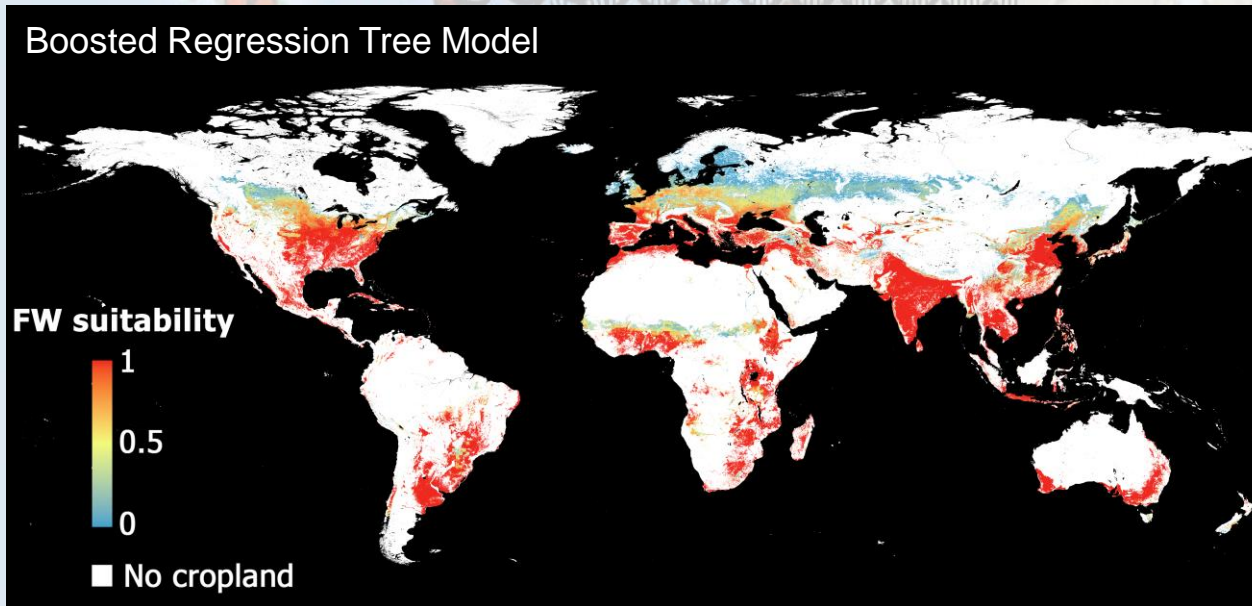 Boosted Regression Tree Model
FW suitability
1
0.5
0
No cropland